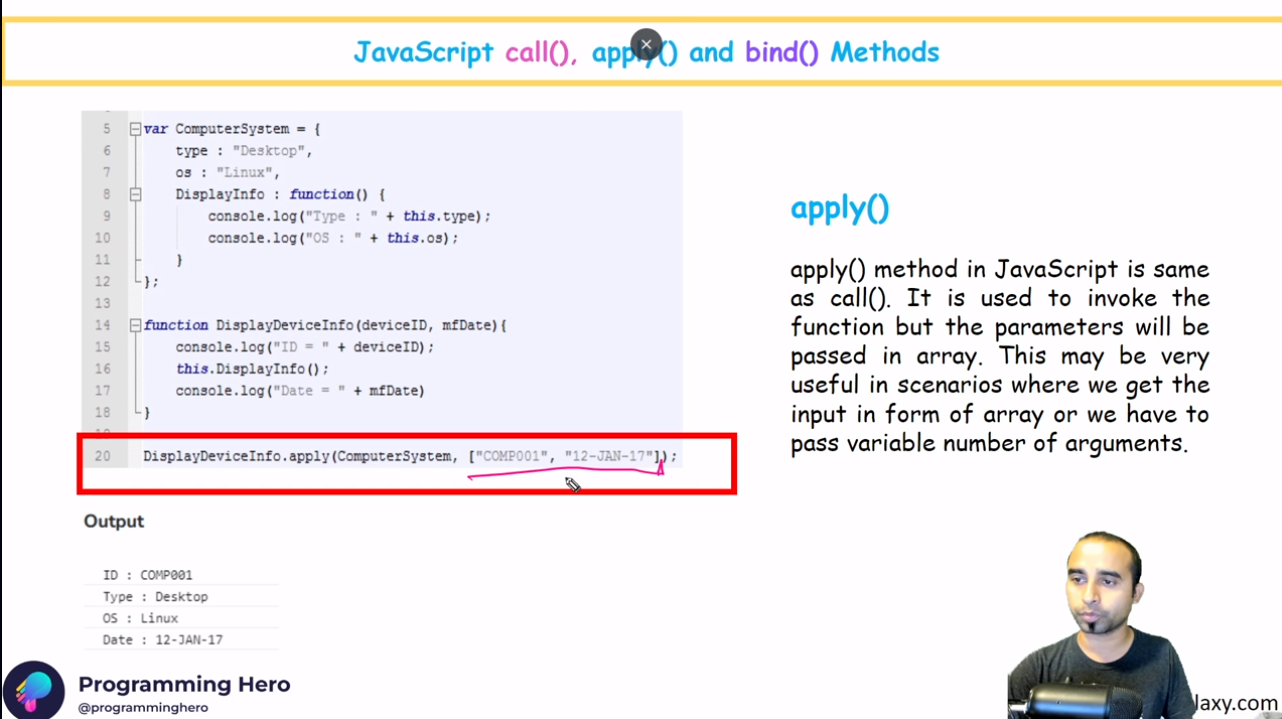 JavaScript call(), apply() and bind() Methods
5 var ComputerSystem = {
6 type : "Desktop",
7 os : "Linux",
8 DisplayInfo : function() {
9 console.log("Type : " + this.type);
10 console.log("OS : " + this.os);
11 }
12 };
13
14 function DisplayDeviceInfo(deviceID, mfDate){
15 console.log("ID = " + deviceID);
16 this.DisplayInfo();
17 console.log("Date = " + mfDate)
18 }
20 DisplayDeviceInfo.apply(ComputerSystem, ["COMP001", "12-JAN-17"]);
apply()
apply() method in JavaScript is same
as call(). It is used to invoke the
function but the parameters will be
passed in array. This may be very
useful in scenarios where we get the
input in form of array or we have to
pass variable number of arguments.
Output
ID : COMP001
Type : Desktop
OS : Linux
Date : 12-JAN-17
Programming Hero
@programminghero
laxy.com